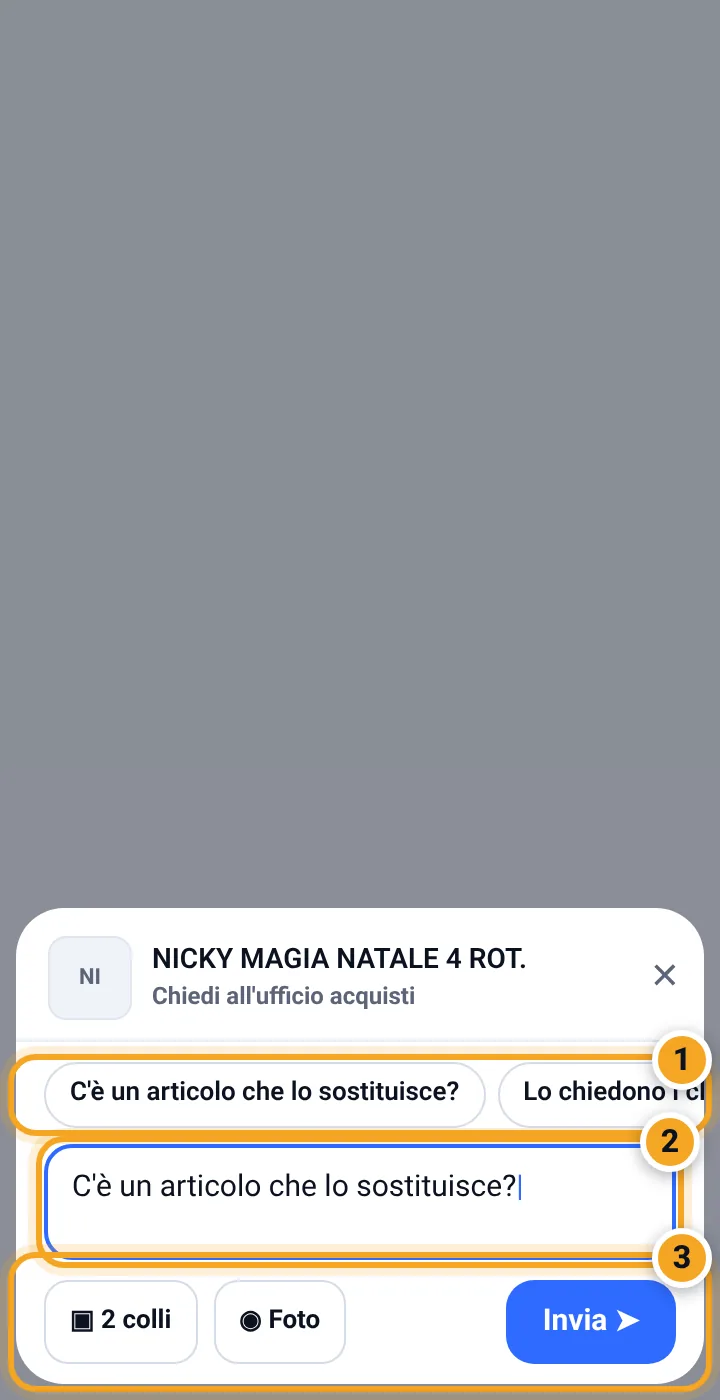 NI
NICKY MAGIA NATALE 4 ROT.
Chiedi all'ufficio acquisti
✕
1
C'è un articolo che lo sostituisce?
Lo chiedono i cl
2
C'è un articolo che lo sostituisce?
3
▣ 2 colli
◉ Foto
Invia ➤